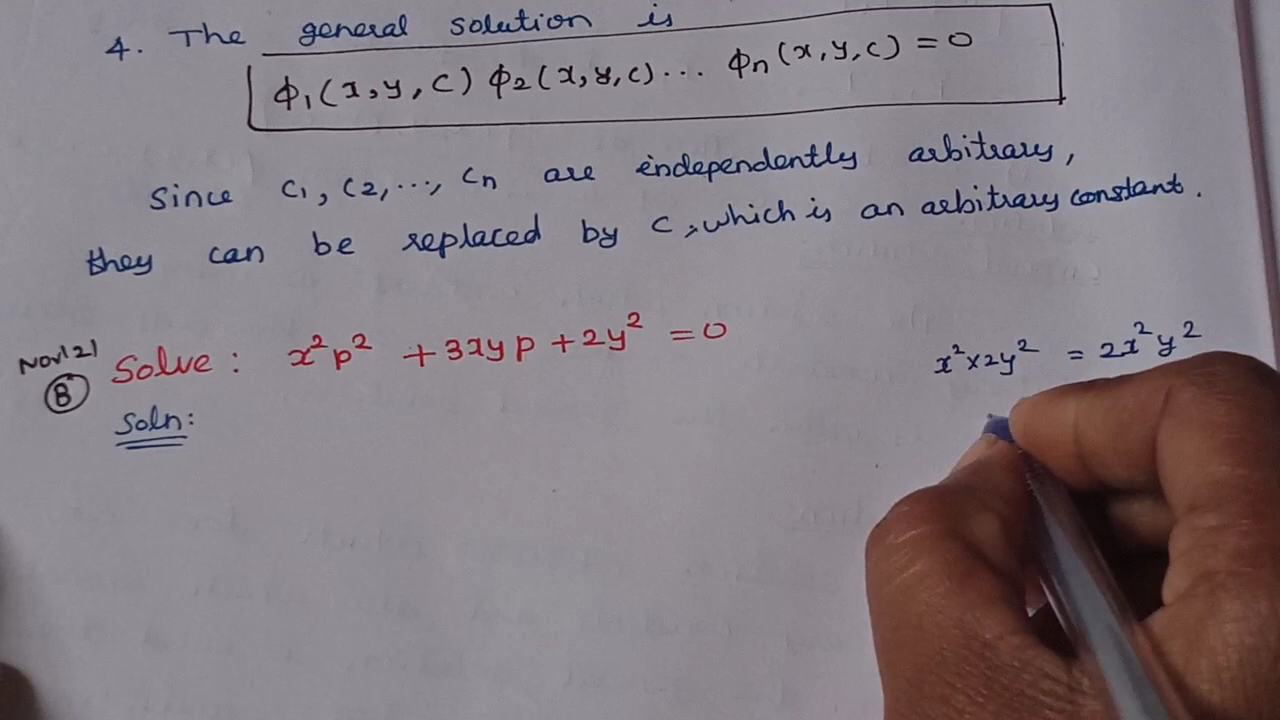 4. The general solution is
ϕ₁(x,y,c) ϕ₂(x,y,c)... ϕn(x,y,c) = 0
Since c₁, c₂, ..., cn are independently arbitrary,
they can be replaced by c, which is an arbitrary constant.
Nov'21
B
Solve: x²p² + 3xyp + 2y² = 0
x² × 2y² = 2x²y²
Soln: